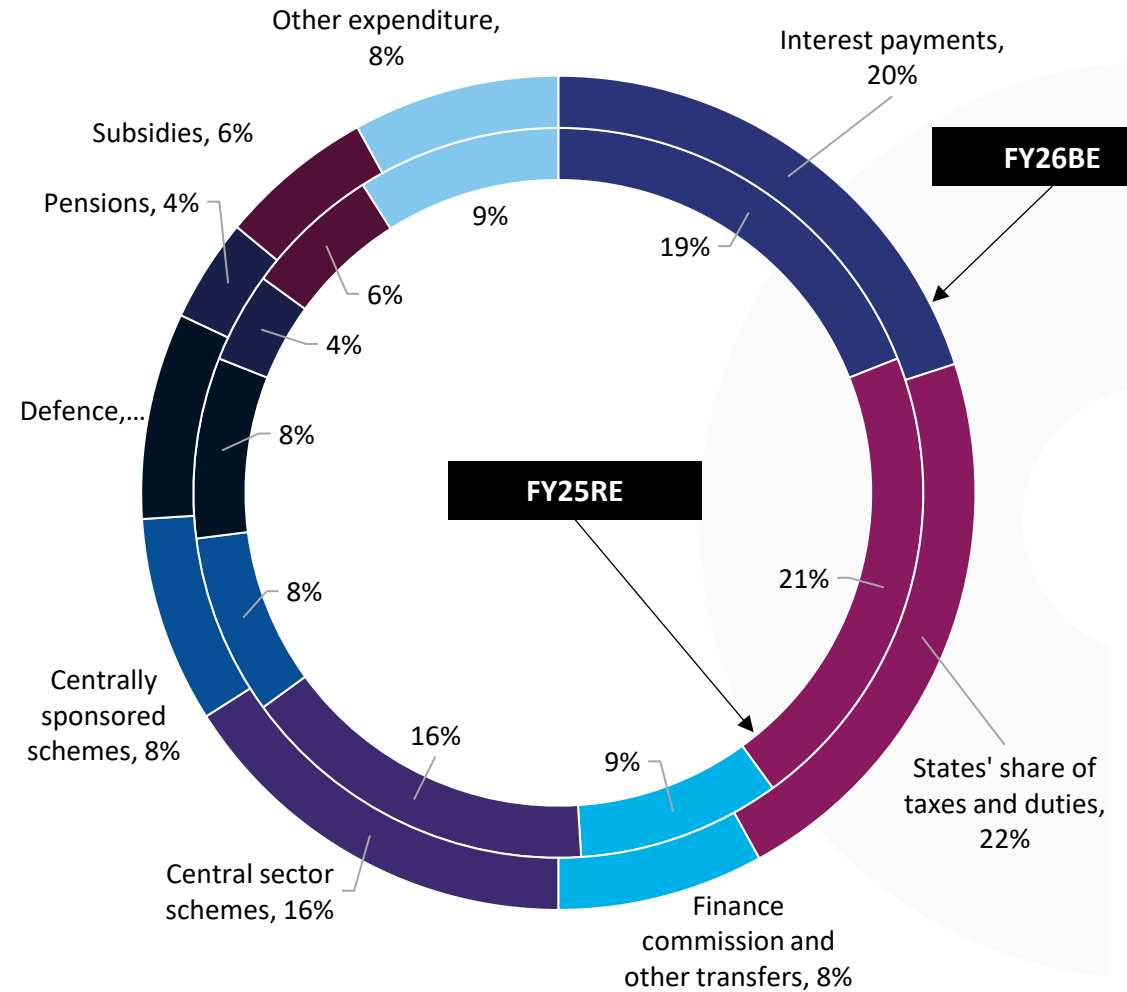 Other expenditure,
8%
Interest payments,
20%
Subsidies, 6%
FY26BE
Pensions, 4%
9%
19%
6%
4%
Defence,...
8%
FY25RE
21%
8%
Centrally
sponsored
schemes, 8%
16%
9%
States' share of
taxes and duties,
22%
Central sector
schemes, 16%
Finance
commission and
other transfers, 8%